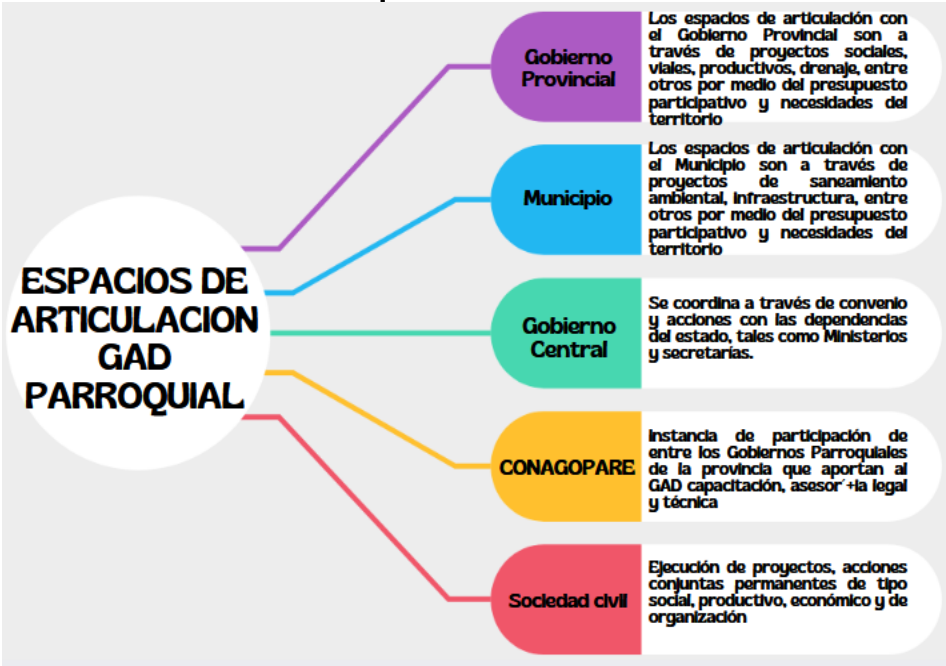 ESPACIOS DE
ARTICULACION
GAD
PARROQUIAL
Gobierno
Provincial
Los espacios de articulación con
el Gobierno Provincial son a
través de proyectos sociales,
viales, productivos, drenaje, entre
otros por medio del presupuesto
participativo y necesidades del
territorio
Municipio
Los espacios de articulación con
el Municipio son a través de
proyectos de saneamiento
ambiental, infraestructura, entre
otros por medio del presupuesto
participativo y necesidades del
territorio
Gobierno
Central
Se coordina a través de convenio
y acciones con las dependencias
del estado, tales como Ministerios
y secretarías.
CONAGOPARE
Instancia de participación de
entre los Gobiernos Parroquiales
de la provincia que aportan al
GAD capacitación, asesor´+ia legal
y técnica
Sociedad civil
Ejecución de proyectos, acciones
conjuntas permanentes de tipo
social, productivo, económico y de
organización